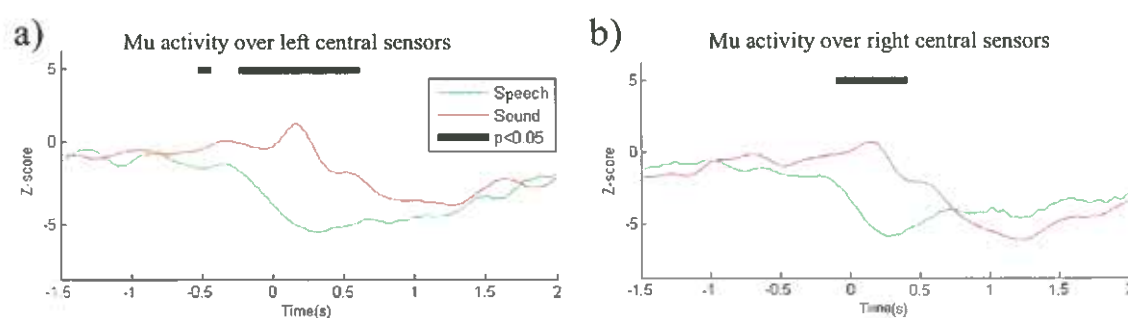 a)
Mu activity over left central sensors
5
0
-5
Z-score
-1.5 -1 -0.5 0 0.5 1 1.5 2
Time(s)
Speech
Sound
p<0.05
b)
Mu activity over right central sensors
5
0
-5
Z-score
-1.5 -1 -0.5 0 0.5 1 1.5 2
Time(s)